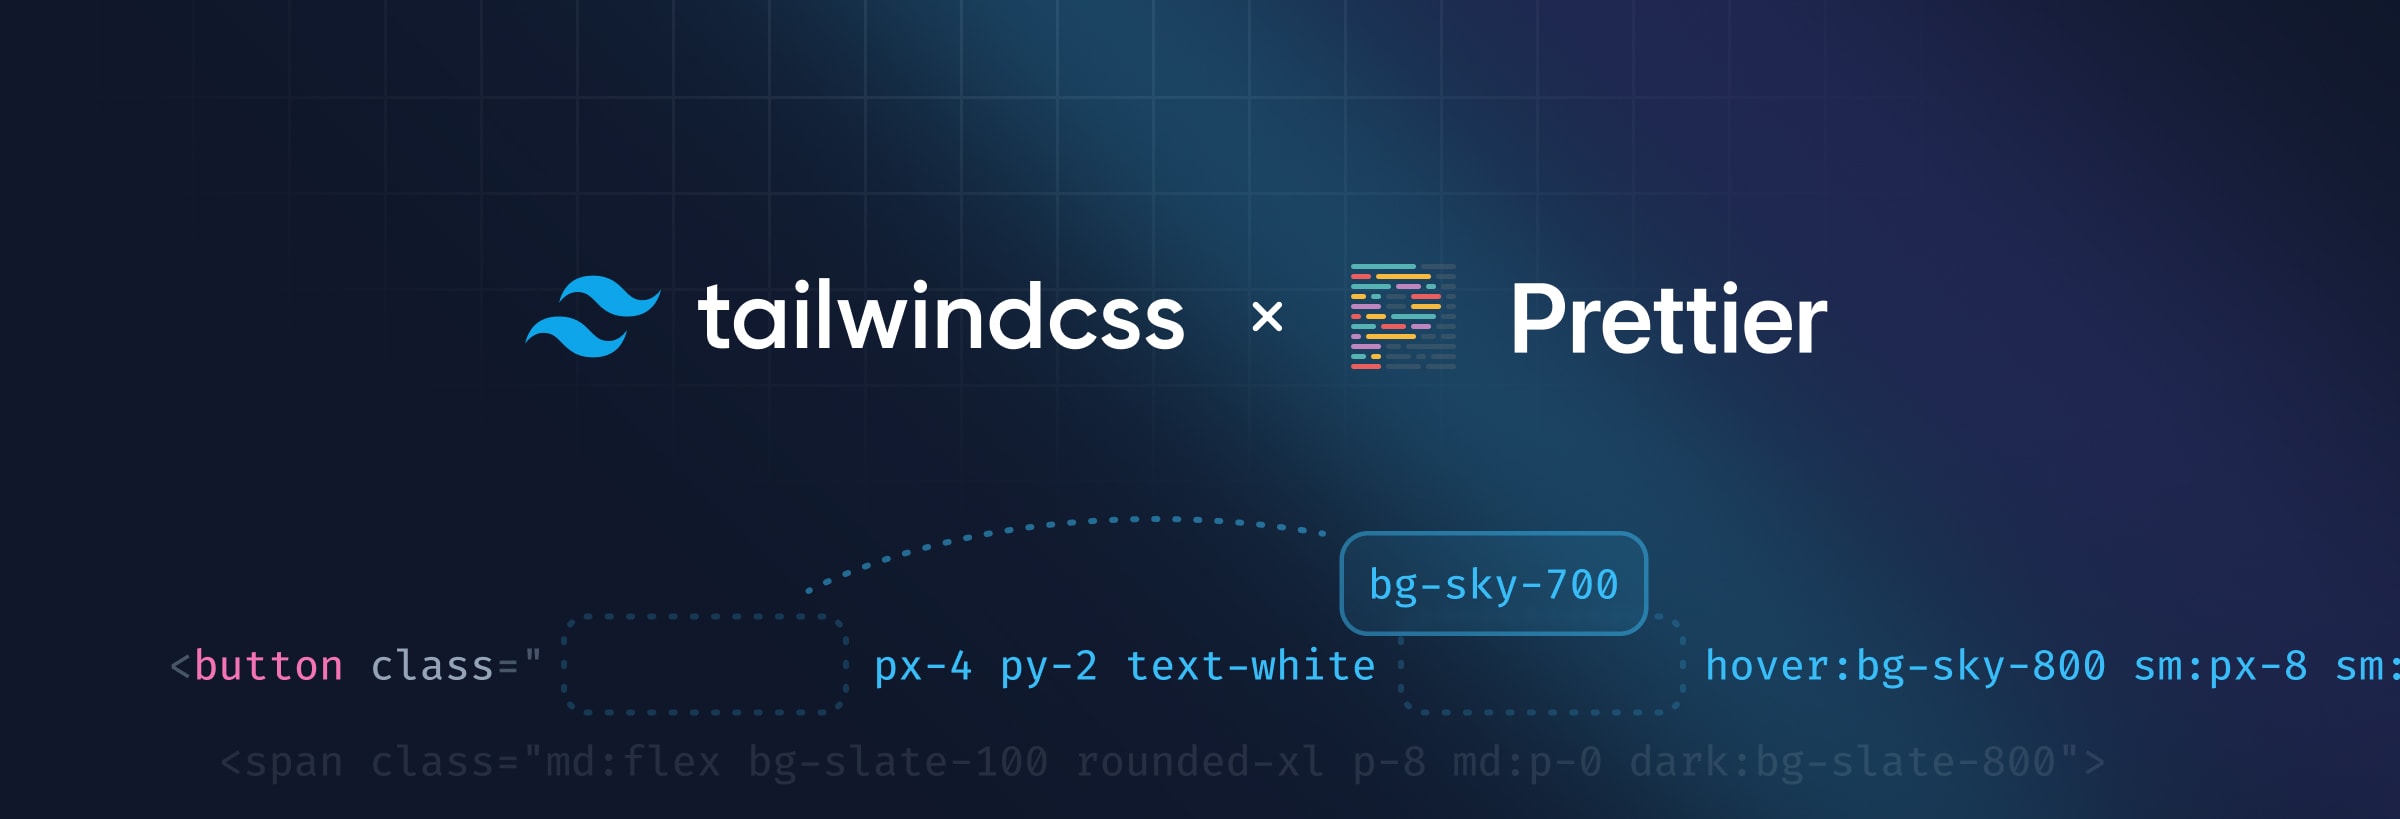 tailwindcss × Prettier
bg-sky-700
<button class=" px-4 py-2 text-white hover:bg-sky-800 sm:px-8 sm:
<span class="md:flex bg-slate-100 rounded-xl p-8 md:p-0 dark:bg-slate-800">